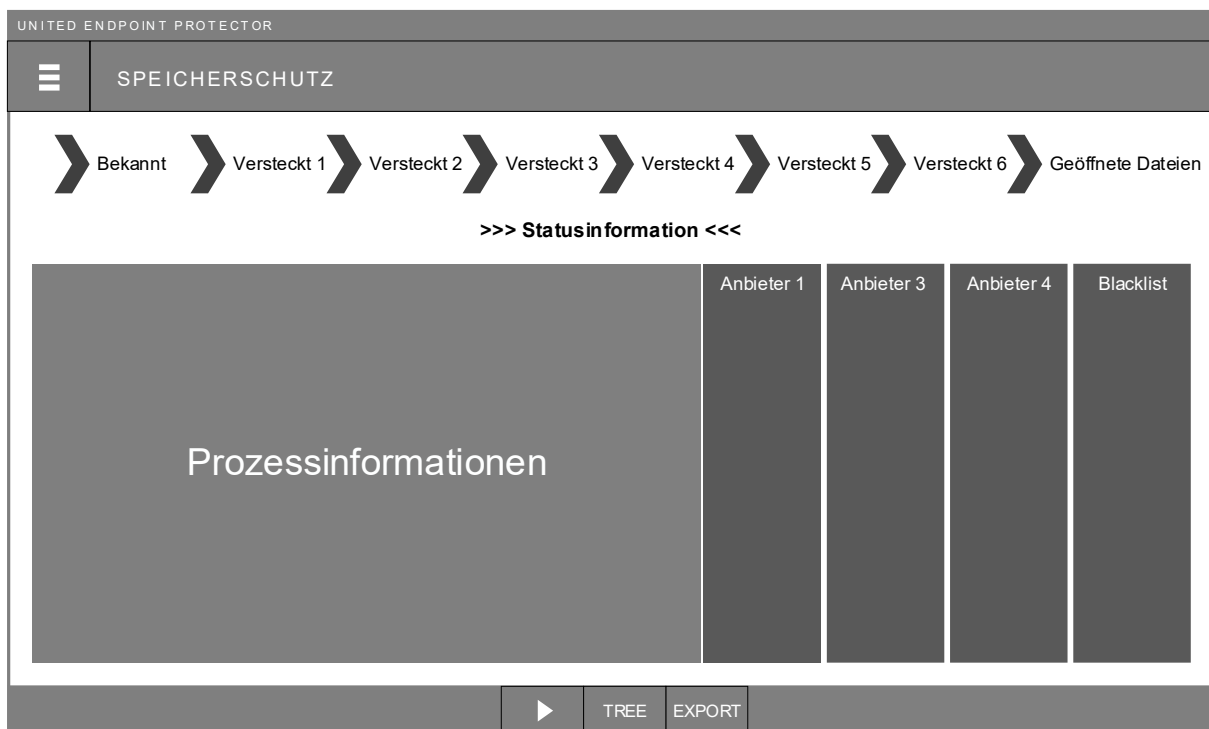 UNITED ENDPOINT PROTECTOR
SPEICHERSCHUTZ
Bekannt Versteckt 1 Versteckt 2 Versteckt 3 Versteckt 4 Versteckt 5 Versteckt 6 Geöffnete Dateien
>>> Statusinformation <<<
Anbieter 1 Anbieter 3 Anbieter 4 Blacklist
Prozessinformationen
TREE EXPORT